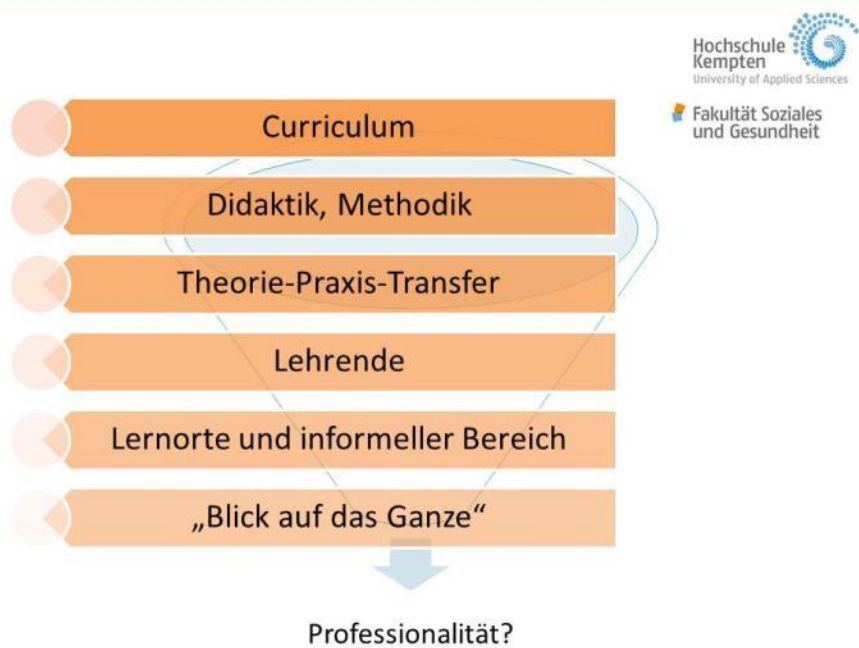 Hochschule
Kempten
University of Applied Sciences
Fakultät Soziales
und Gesundheit
Curriculum
Didaktik, Methodik
Theorie-Praxis-Transfer
Lehrende
Lernorte und informeller Bereich
„Blick auf das Ganze“
Professionalität?